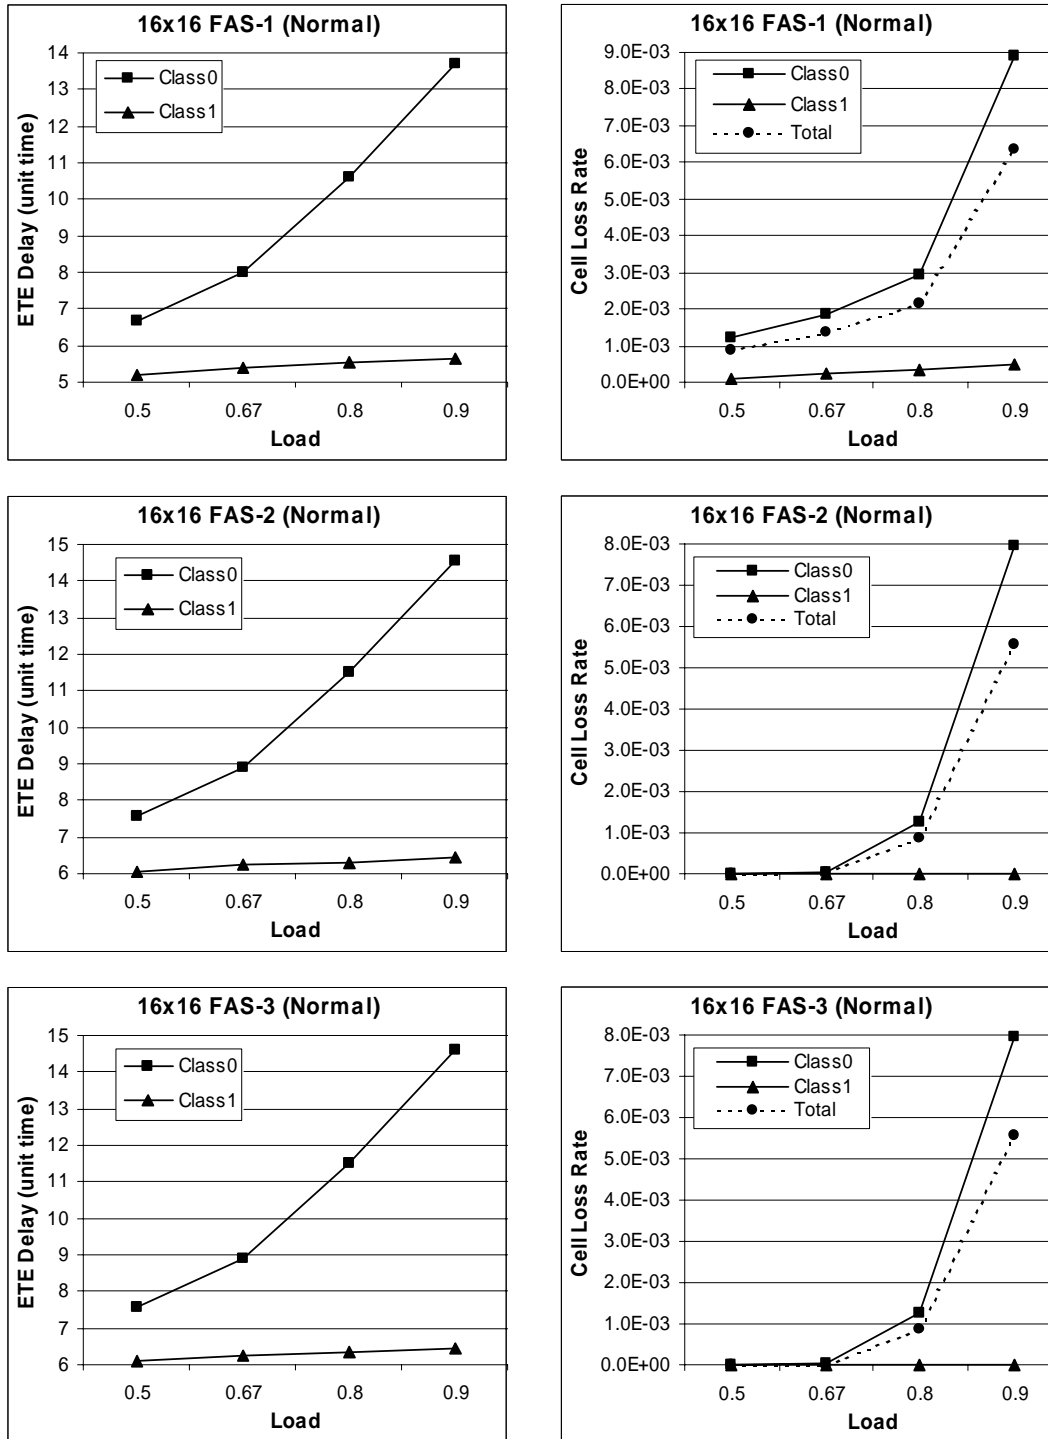 16x16 FAS-1 (Normal)
ETE Delay (unit time)
14
13
12
11
10
9
8
7
6
5
Class0
Class1
0.5 0.67 0.8 0.9
Load
16x16 FAS-1 (Normal)
Cell Loss Rate
9.0E-03
8.0E-03
7.0E-03
6.0E-03
5.0E-03
4.0E-03
3.0E-03
2.0E-03
1.0E-03
0.0E+00
Class0
Class1
Total
0.5 0.67 0.8 0.9
Load
16x16 FAS-2 (Normal)
ETE Delay (unit time)
15
14
13
12
11
10
9
8
7
6
Class0
Class1
0.5 0.67 0.8 0.9
Load
16x16 FAS-2 (Normal)
Cell Loss Rate
8.0E-03
7.0E-03
6.0E-03
5.0E-03
4.0E-03
3.0E-03
2.0E-03
1.0E-03
0.0E+00
Class0
Class1
Total
0.5 0.67 0.8 0.9
Load
16x16 FAS-3 (Normal)
ETE Delay (unit time)
15
14
13
12
11
10
9
8
7
6
Class0
Class1
0.5 0.67 0.8 0.9
Load
16x16 FAS-3 (Normal)
Cell Loss Rate
8.0E-03
7.0E-03
6.0E-03
5.0E-03
4.0E-03
3.0E-03
2.0E-03
1.0E-03
0.0E+00
Class0
Class1
Total
0.5 0.67 0.8 0.9
Load